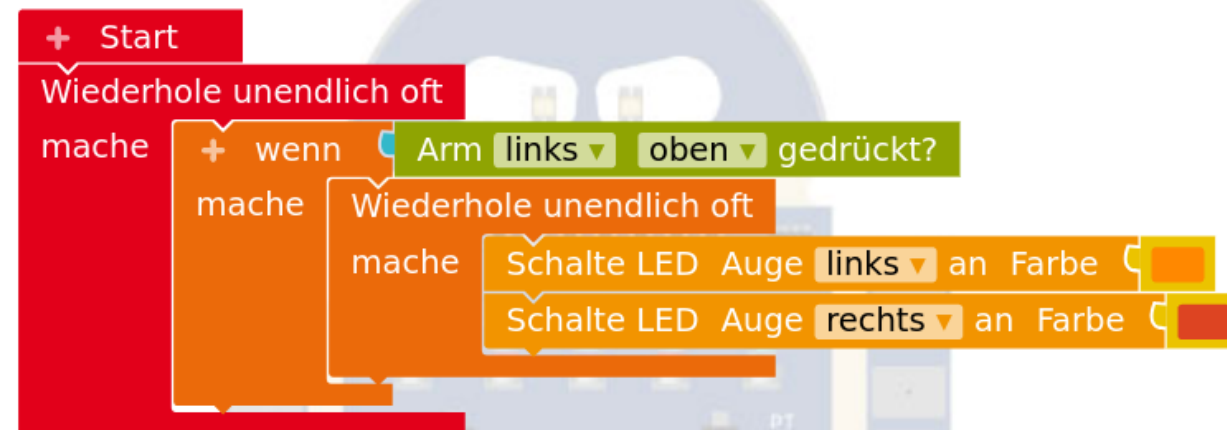 + Start
Wiederhole unendlich oft
mache + wenn Arm links ▾ oben ▾ gedrückt?
mache Wiederhole unendlich oft
mache Schalte LED Auge links ▾ an Farbe
Schalte LED Auge rechts ▾ an Farbe
PT